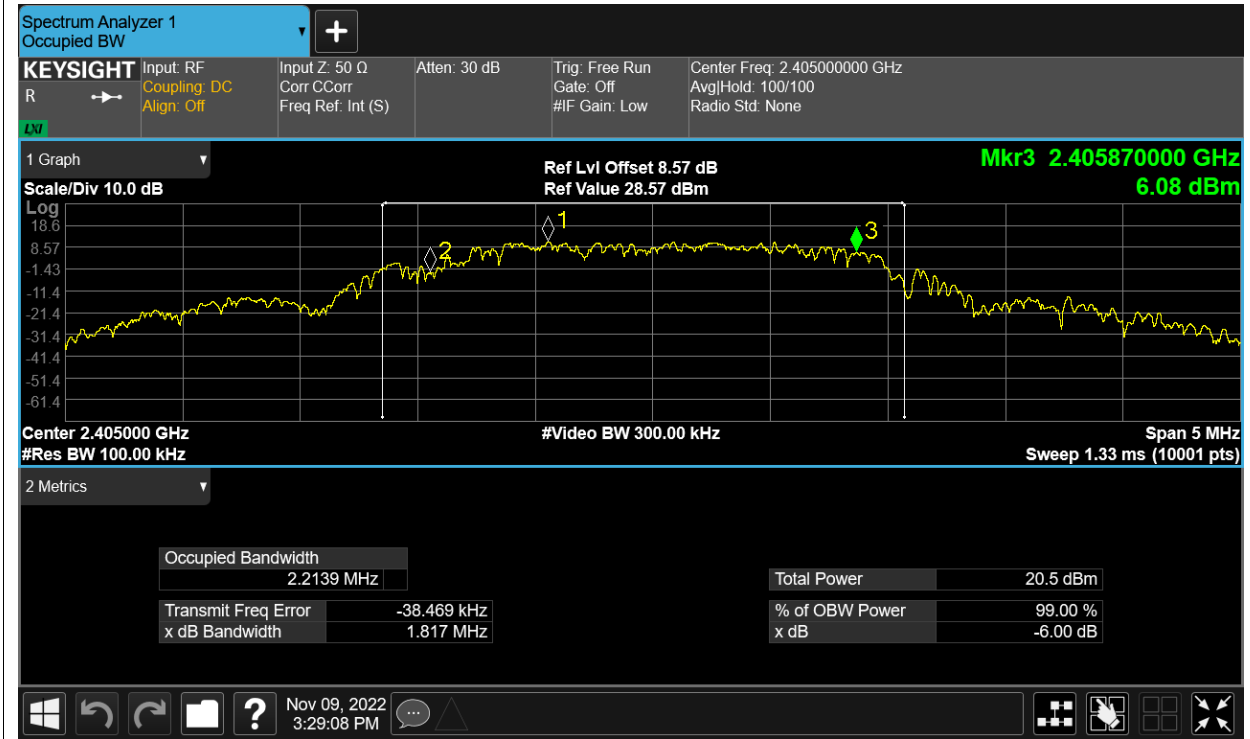 Spectrum Analyzer 1
Occupied BW
KEYSIGHT
R
LXI
Input: RF
Coupling: DC
Align: Off
Input Z: 50 Ω
Corr CCorr
Freq Ref: Int (S)
Atten: 30 dB
Trig: Free Run
Gate: Off
#IF Gain: Low
Center Freq: 2.405000000 GHz
Avg|Hold: 100/100
Radio Std: None
1 Graph
Scale/Div 10.0 dB
Ref Lvl Offset 8.57 dB
Ref Value 28.57 dBm
Mkr3 2.405870000 GHz
6.08 dBm
Log
18.6
8.57
-1.43
-11.4
-21.4
-31.4
-41.4
-51.4
-61.4
1
2
3
Center 2.405000 GHz
#Res BW 100.00 kHz
#Video BW 300.00 kHz
Span 5 MHz
Sweep 1.33 ms (10001 pts)
2 Metrics
Occupied Bandwidth
2.2139 MHz
Transmit Freq Error -38.469 kHz
x dB Bandwidth 1.817 MHz
Total Power 20.5 dBm
% of OBW Power 99.00 %
x dB -6.00 dB
?
Nov 09, 2022
3:29:08 PM